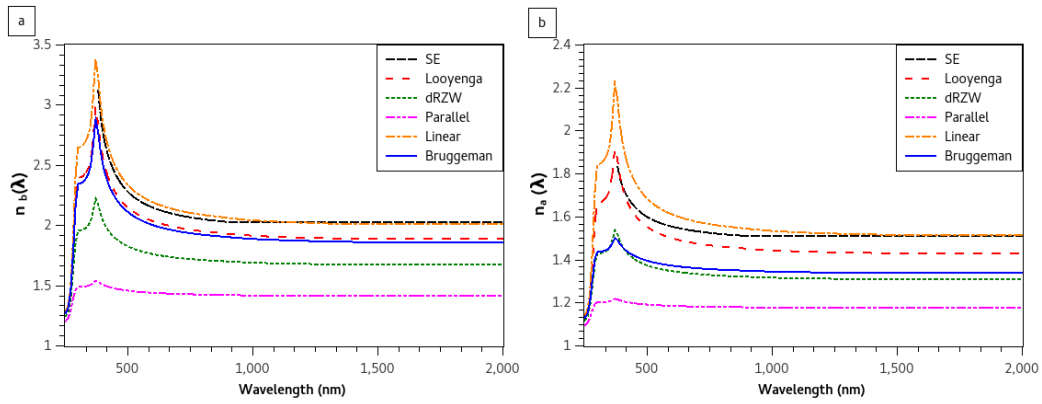 a
3.5
3
2.5
2
1.5
1
n b(λ)
500
1,000
1,500
2,000
Wavelength (nm)
SE
Looyenga
dRZW
Parallel
Linear
Bruggeman
b
2.4
2.2
2
1.8
1.6
1.4
1.2
1
n a(λ)
500
1,000
1,500
2,000
Wavelength (nm)
SE
Looyenga
dRZW
Parallel
Linear
Bruggeman